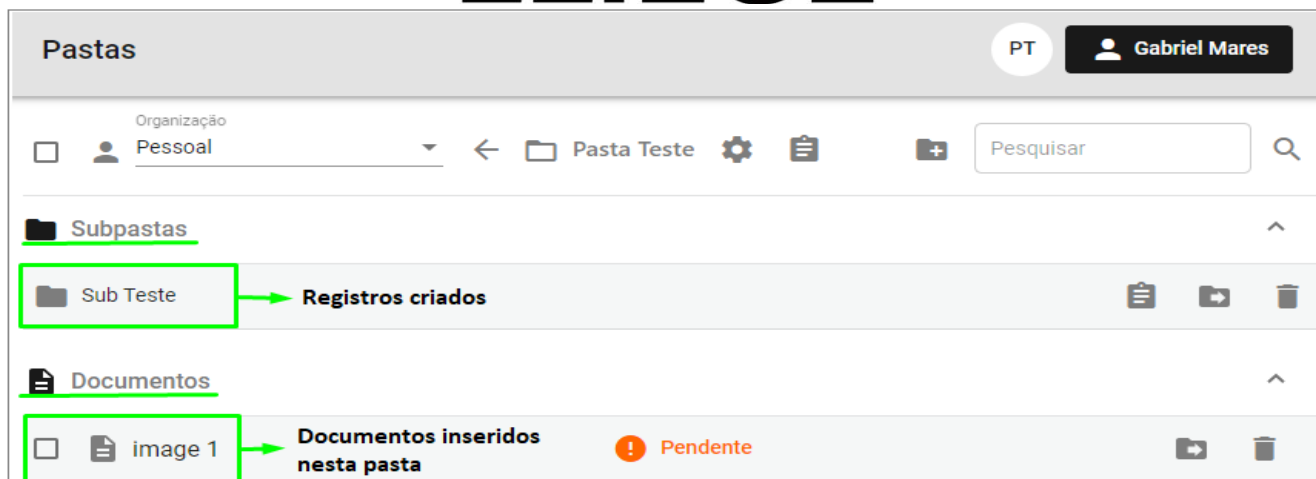 Pastas
PT
Gabriel Mares
Organização
Pessoal
Pasta Teste
Pesquisar
Subpastas
Sub Teste
Registros criados
Documentos
image 1
Documentos inseridos
nesta pasta
Pendente